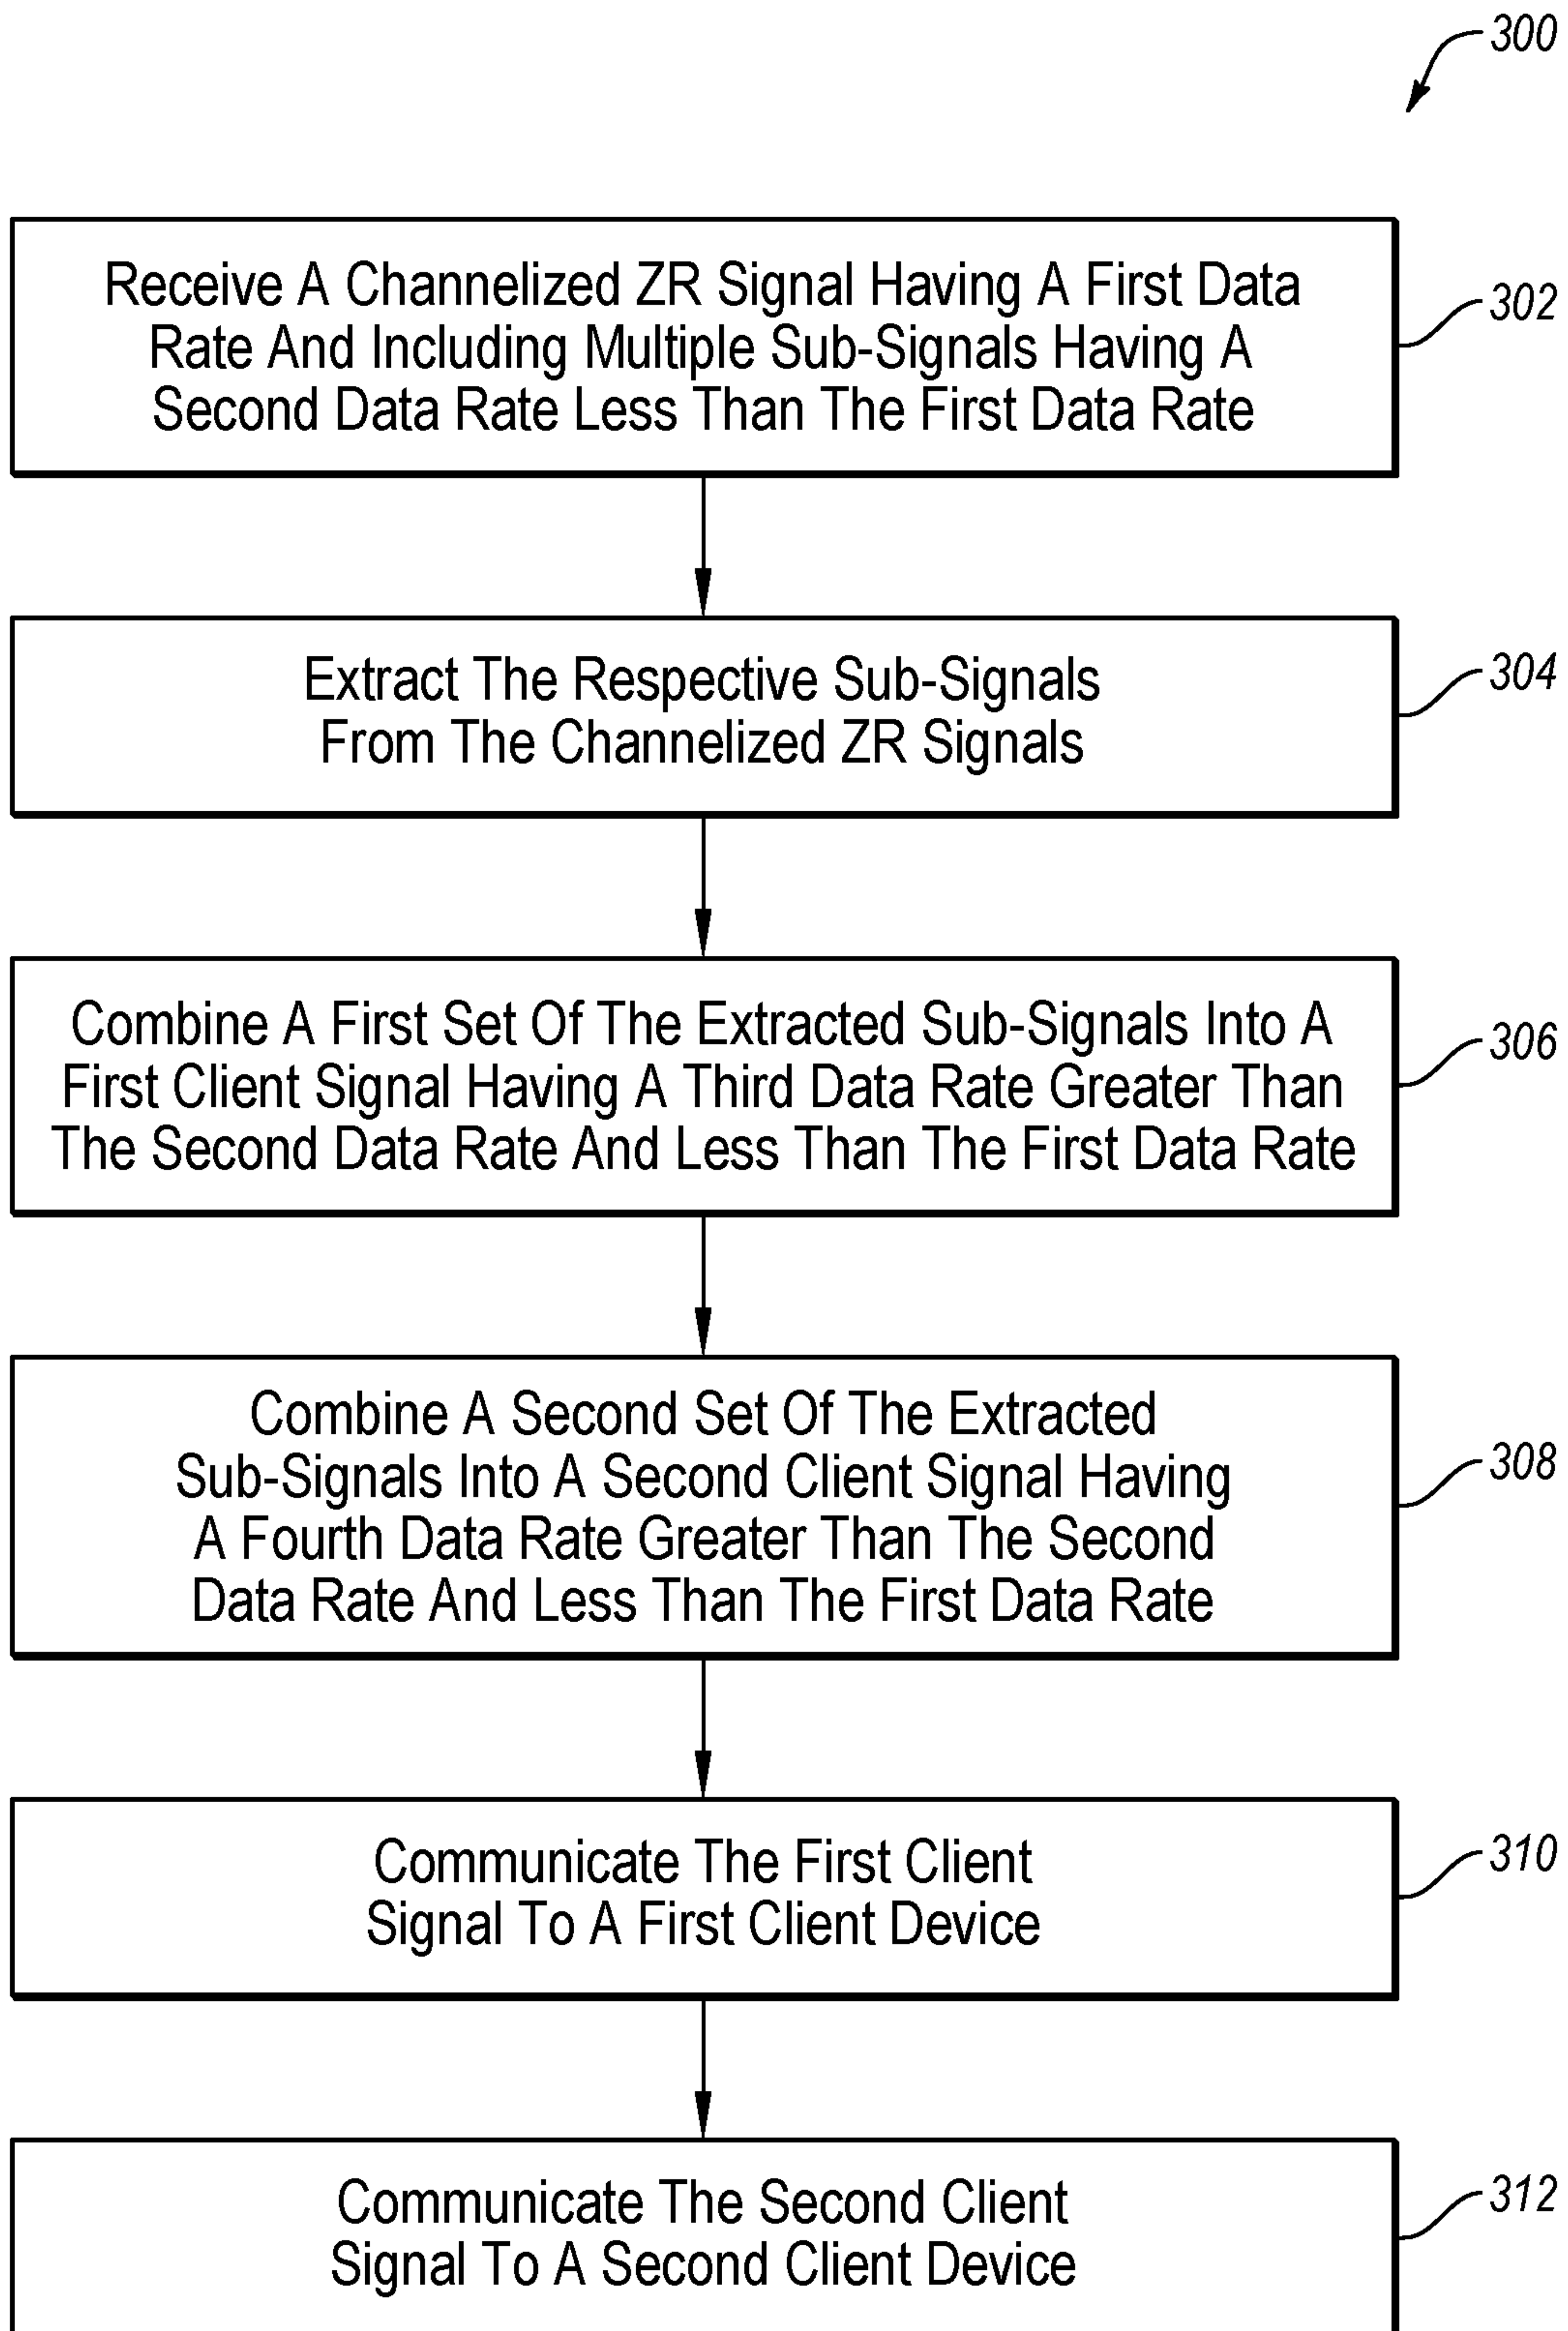 300
Receive A Channelized ZR Signal Having A First Data
Rate And Including Multiple Sub-Signals Having A
Second Data Rate Less Than The First Data Rate
302
Extract The Respective Sub-Signals
From The Channelized ZR Signals
304
Combine A First Set Of The Extracted Sub-Signals Into A
First Client Signal Having A Third Data Rate Greater Than
The Second Data Rate And Less Than The First Data Rate
306
Combine A Second Set Of The Extracted
Sub-Signals Into A Second Client Signal Having
A Fourth Data Rate Greater Than The Second
Data Rate And Less Than The First Data Rate
308
Communicate The First Client
Signal To A First Client Device
310
Communicate The Second Client
Signal To A Second Client Device
312